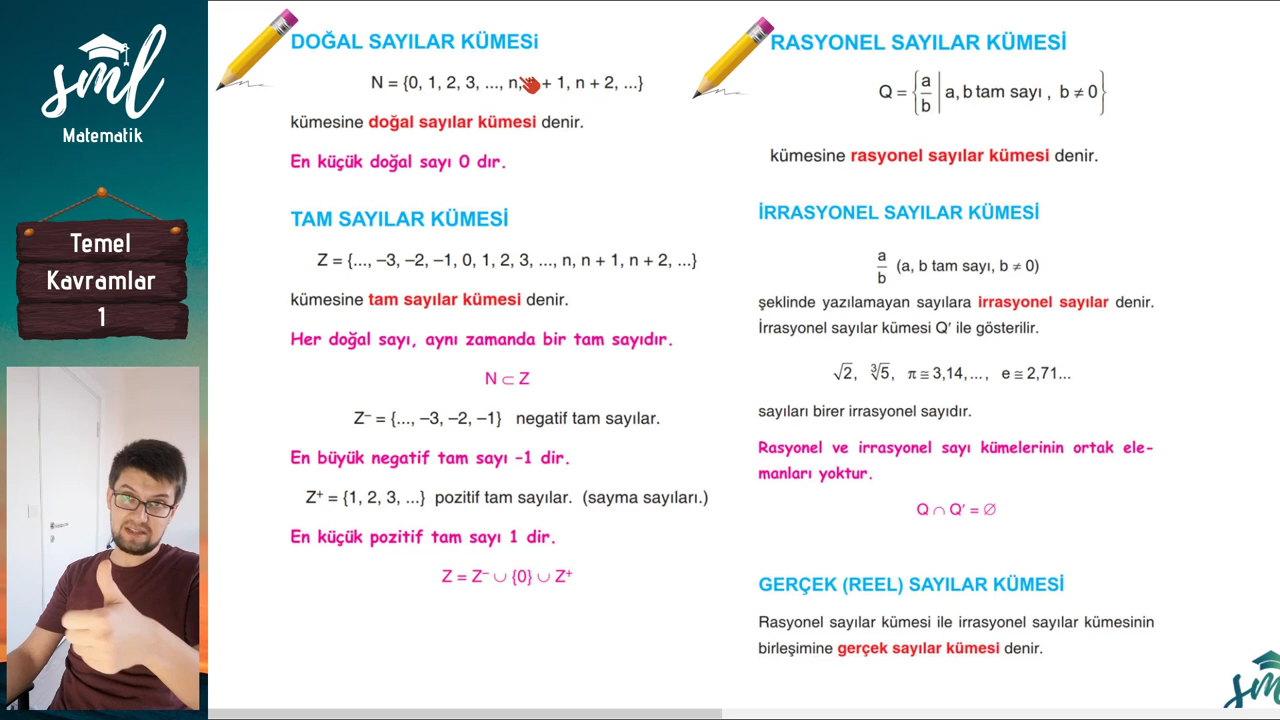 sml
Matematik
Temel
Kavramlar
1
DOĞAL SAYILAR KÜMESi
N = {0, 1, 2, 3, ..., n, + 1, n + 2, ...}
kümesine doğal sayılar kümesi denir.
En küçük doğal sayı 0 dır.
TAM SAYILAR KÜMESİ
Z = {..., –3, –2, –1, 0, 1, 2, 3, ..., n, n + 1, n + 2, ...}
kümesine tam sayılar kümesi denir.
Her doğal sayı, aynı zamanda bir tam sayıdır.
N ⊂ Z
Z⁻ = {..., –3, –2, –1} negatif tam sayılar.
En büyük negatif tam sayı –1 dir.
Z⁺ = {1, 2, 3, ...} pozitif tam sayılar. (sayma sayıları.)
En küçük pozitif tam sayı 1 dir.
Z = Z⁻ ∪ {0} ∪ Z⁺
RASYONEL SAYILAR KÜMESİ
Q = { a/b | a, b tam sayı , b ≠ 0 }
kümesine rasyonel sayılar kümesi denir.
İRRASYONEL SAYILAR KÜMESİ
a/b (a, b tam sayı, b ≠ 0)
şeklinde yazılamayan sayılara irrasyonel sayılar denir.
İrrasyonel sayılar kümesi Q′ ile gösterilir.
√2, ∛5, π ≅ 3,14, ... , e ≅ 2,71...
sayıları birer irrasyonel sayıdır.
Rasyonel ve irrasyonel sayı kümelerinin ortak ele-
manları yoktur.
Q ∩ Q′ = ∅
GERÇEK (REEL) SAYILAR KÜMESİ
Rasyonel sayılar kümesi ile irrasyonel sayılar kümesinin
birleşimine gerçek sayılar kümesi denir.